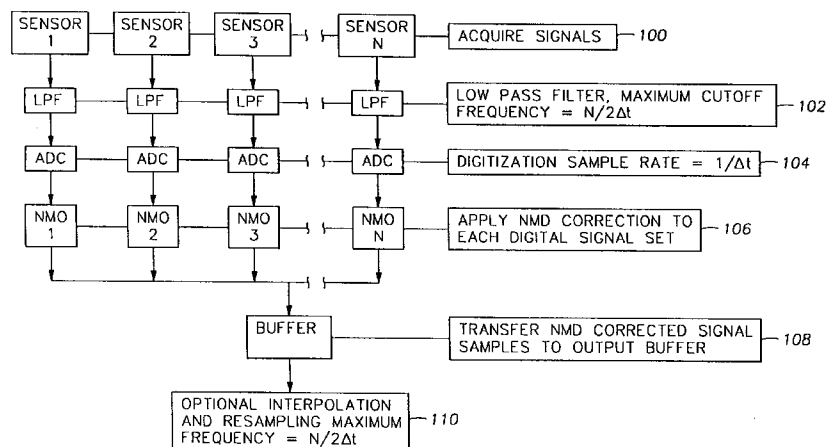 SENSOR 1
SENSOR 2
SENSOR 3
SENSOR N
ACQUIRE SIGNALS
100
LPF
LPF
LPF
LPF
LOW PASS FILTER, MAXIMUM CUTOFF
FREQUENCY = N/2Δt
102
ADC
ADC
ADC
ADC
DIGITIZATION SAMPLE RATE = 1/Δt
104
NMO 1
NMO 2
NMO 3
NMO N
APPLY NMD CORRECTION TO
EACH DIGITAL SIGNAL SET
106
BUFFER
TRANSFER NMD CORRECTED SIGNAL
SAMPLES TO OUTPUT BUFFER
108
OPTIONAL INTERPOLATION
AND RESAMPLING MAXIMUM
FREQUENCY = N/2Δt
110